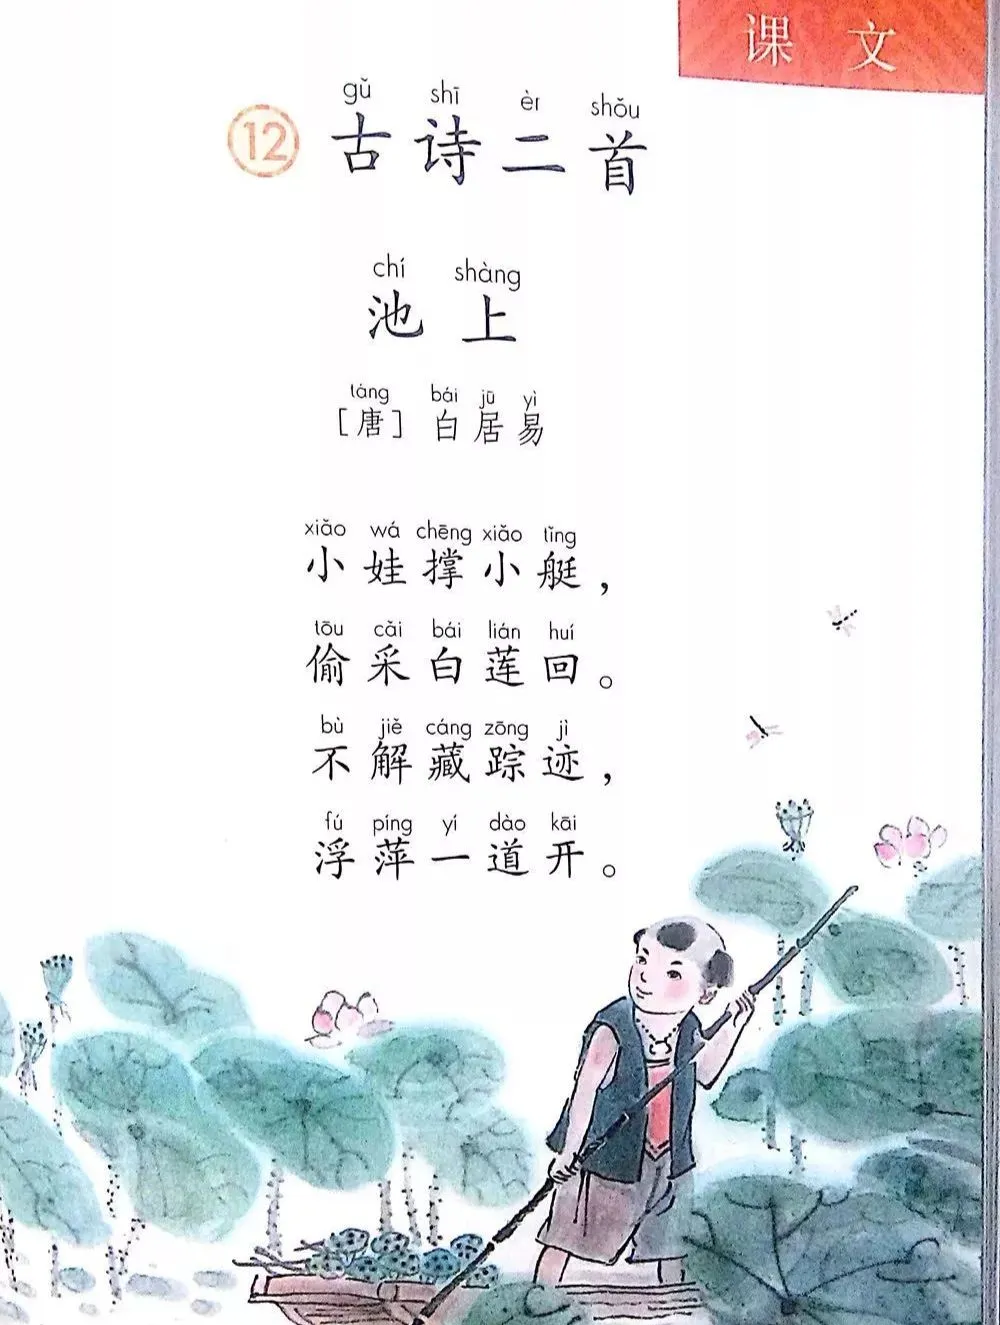 课文
gǔ shī èr shǒu
12 古诗二首
chí shàng
池上
táng bái jū yì
［唐］白居易
xiǎo wá chēng xiǎo tǐng
小娃撑小艇，
tōu cǎi bái lián huí
偷采白莲回。
bù jiě cáng zōng jì
不解藏踪迹，
fú píng yí dào kāi
浮萍一道开。